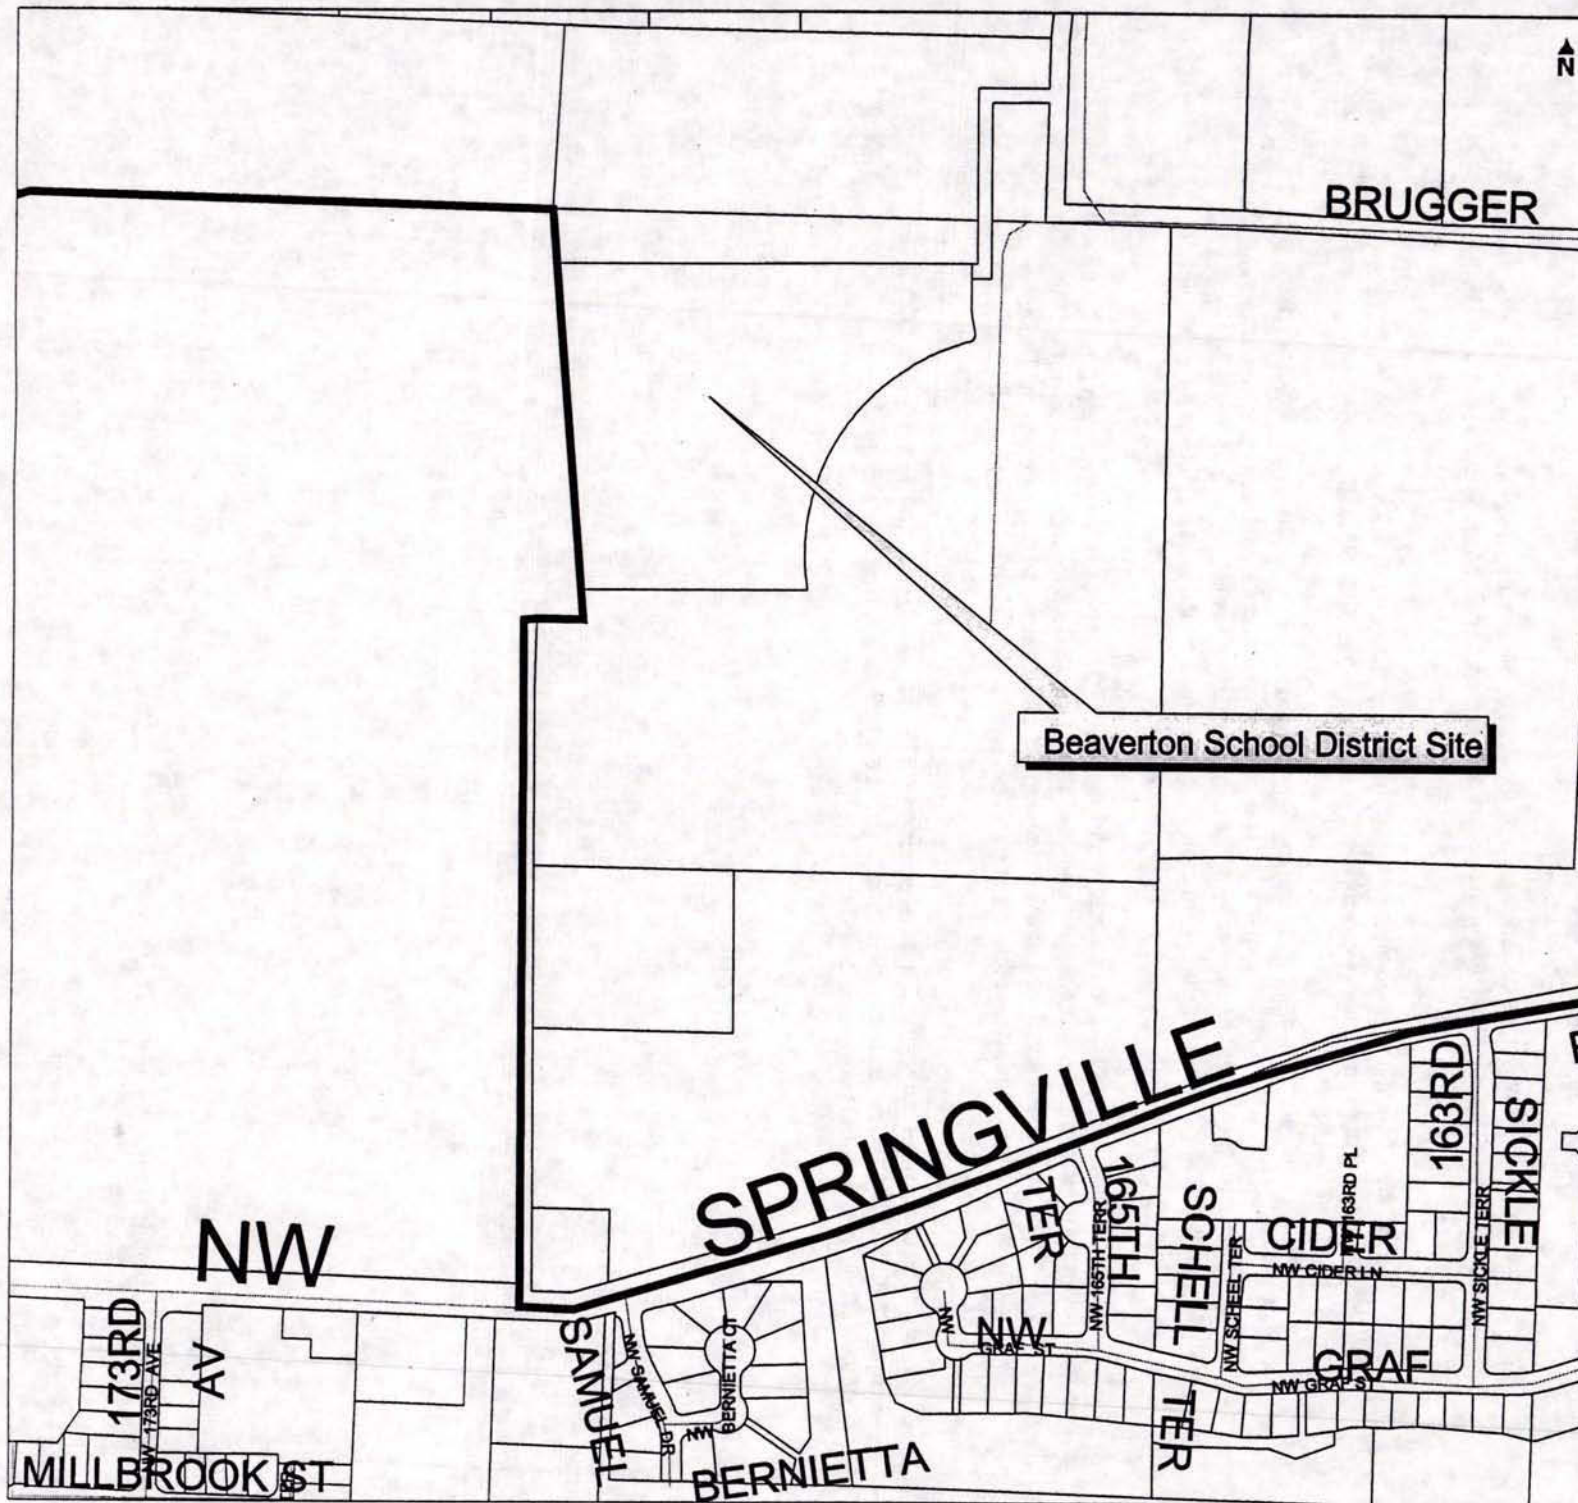 N
BRUGGER
Beaverton School District Site
NW
SPRINGVILLE
163RD
SICKLE
NW 163RD PL
TER
165TH
NW 165TH TERR
SCHELL
NW SCHEEL TER
CIDER
NW CIDER LN
NW SICKLE TERR
173RD
NW 173RD AVE
AV
SAMUEL
NW SAMUEL DR
BERNIETTA CT
NW
NW
NW
GRAF ST
GRAF
NW GRAF ST
TER
MILLBROOK ST
BERNIETTA